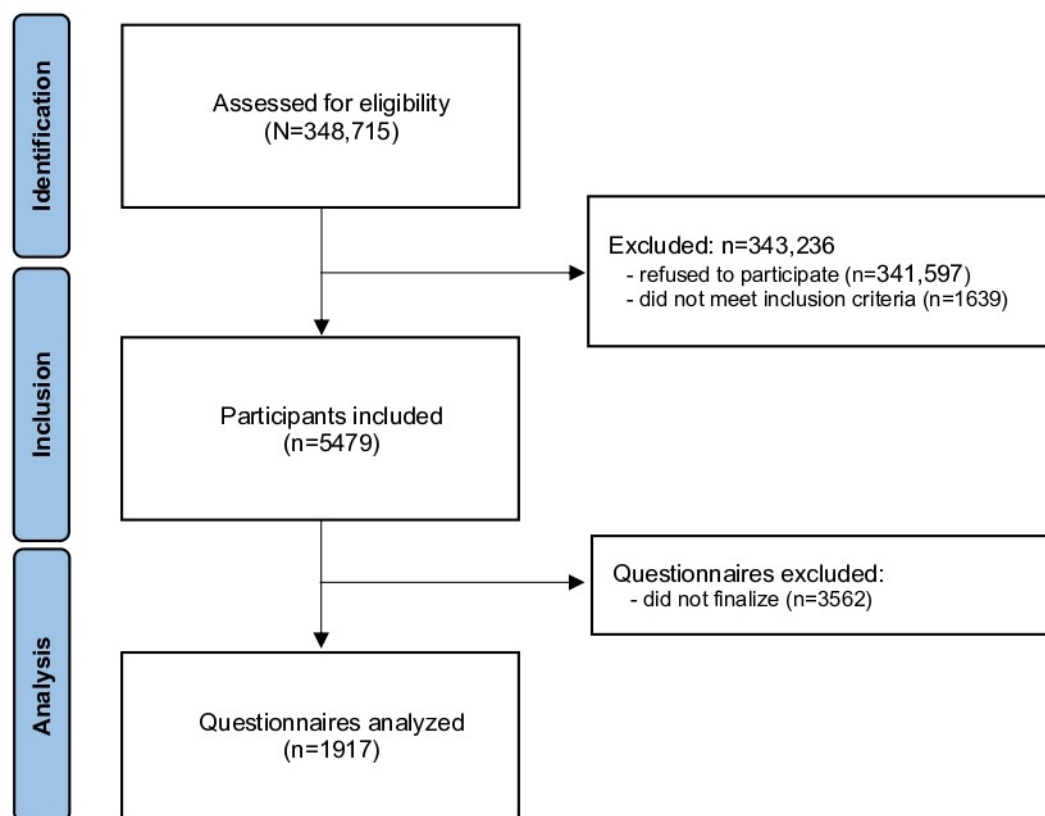 Identification
Assessed for eligibility
(N=348,715)
Excluded: n=343,236
- refused to participate (n=341,597)
- did not meet inclusion criteria (n=1639)
Inclusion
Participants included
(n=5479)
Questionnaires excluded:
- did not finalize (n=3562)
Analysis
Questionnaires analyzed
(n=1917)